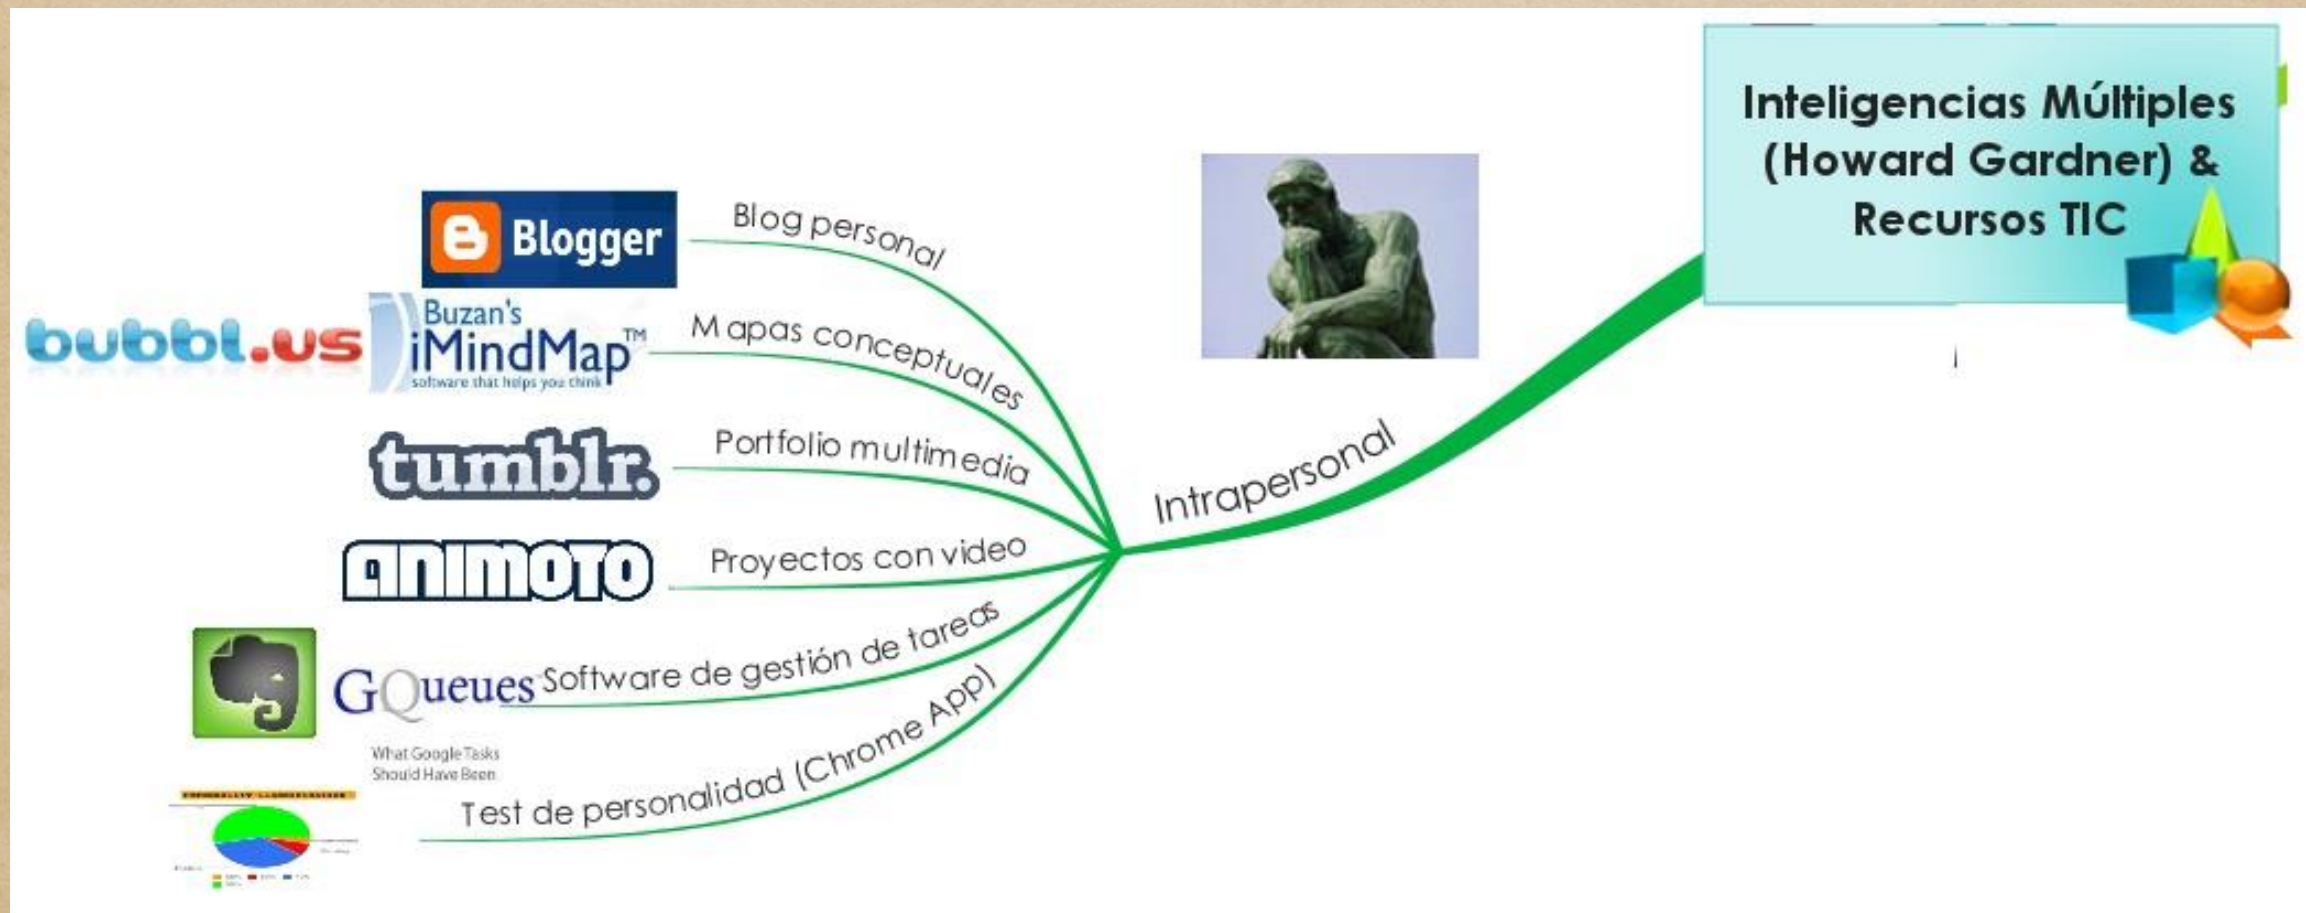 Inteligencias Múltiples
(Howard Gardner) &
Recursos TIC
Intrapersonal
Blogger
Blog personal
bubbl.us
Buzan's
iMindMap™
software that helps you think
Mapas conceptuales
tumblr.
Portfolio multimedia
ANIMOTO
Proyectos con video
GQueues
Software de gestión de tareas
What Google Tasks
Should Have Been
Test de personalidad (Chrome App)